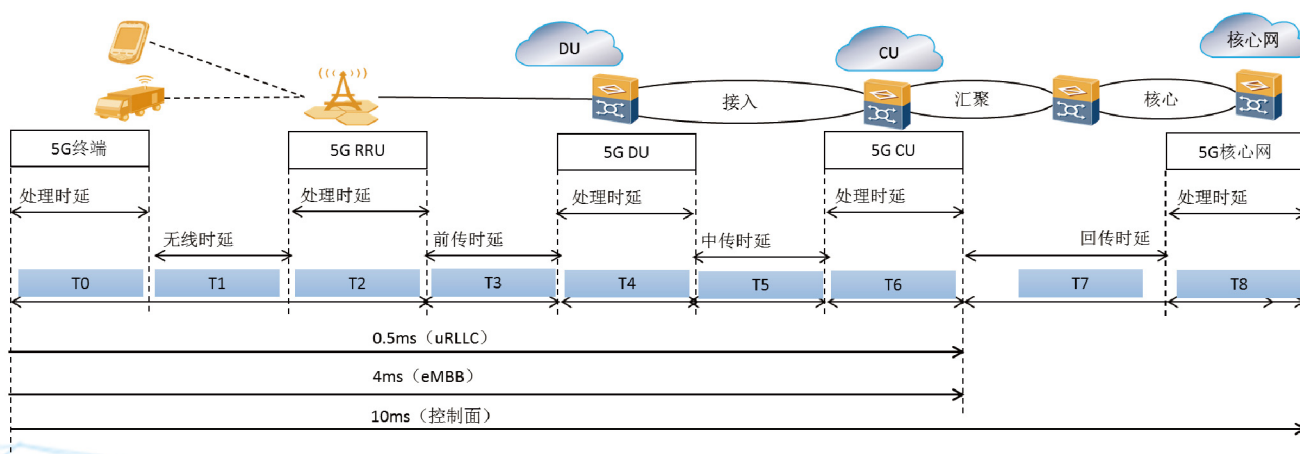 DU
CU
核心网
接入
汇聚
核心
5G终端
5G RRU
5G DU
5G CU
5G核心网
处理时延
处理时延
处理时延
处理时延
处理时延
无线时延
前传时延
中传时延
回传时延
T0
T1
T2
T3
T4
T5
T6
T7
T8
0.5ms（uRLLC）
4ms（eMBB）
10ms（控制面）